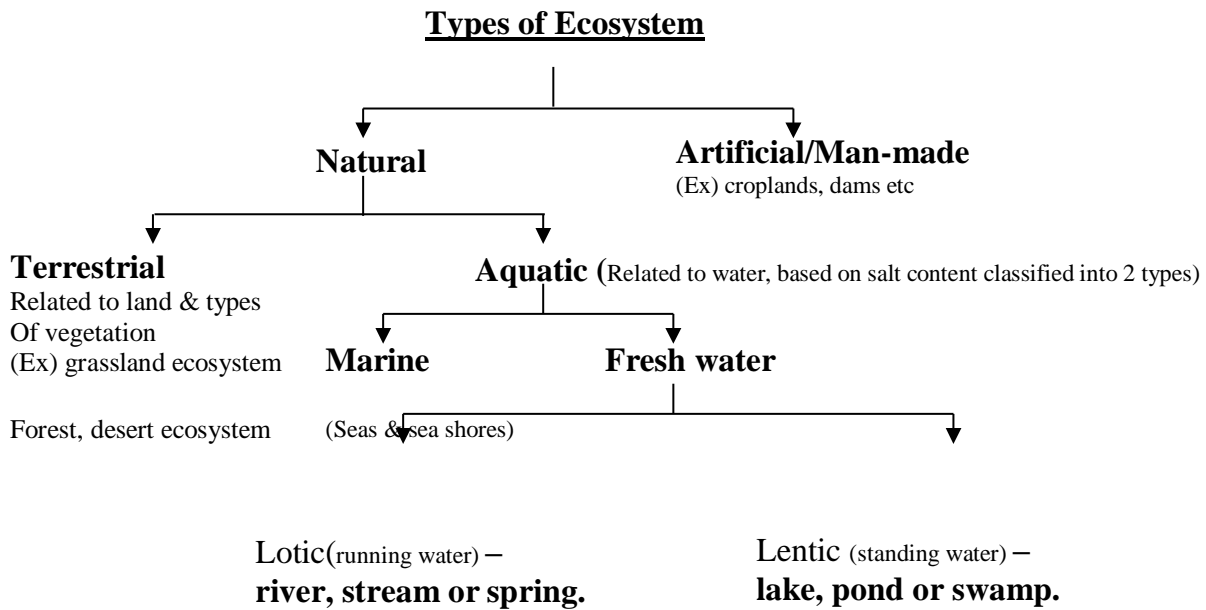 Types of Ecosystem
Natural
Artificial/Man-made
(Ex) croplands, dams etc
Terrestrial
Related to land & types
Of vegetation
(Ex) grassland ecosystem
Forest, desert ecosystem
Aquatic (Related to water, based on salt content classified into 2 types)
Marine
(Seas & sea shores)
Fresh water
Lotic(running water) –
river, stream or spring.
Lentic (standing water) –
lake, pond or swamp.